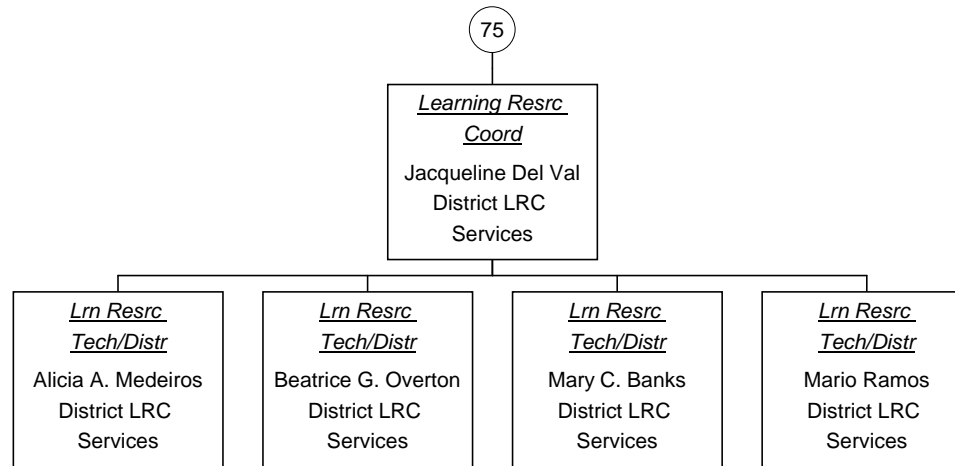 75
Learning Resrc
Coord
Jacqueline Del Val
District LRC
Services
Lrn Resrc
Tech/Distr
Alicia A. Medeiros
District LRC
Services
Lrn Resrc
Tech/Distr
Beatrice G. Overton
District LRC
Services
Lrn Resrc
Tech/Distr
Mary C. Banks
District LRC
Services
Lrn Resrc
Tech/Distr
Mario Ramos
District LRC
Services